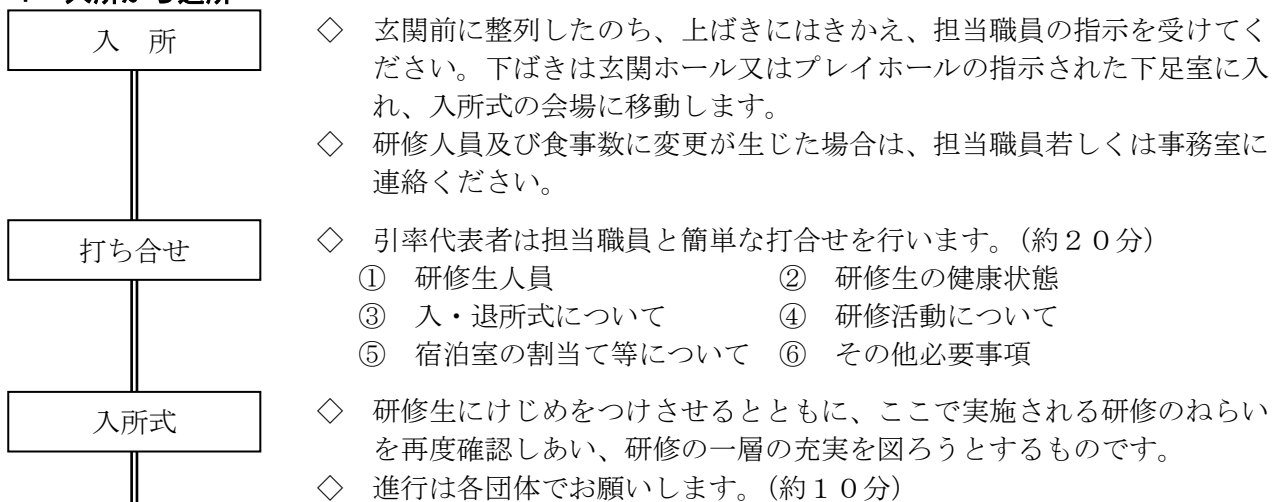 入 所
◇ 玄関前に整列したのち、上ばきにはきかえ、担当職員の指示を受けてく
ださい。下ばきは玄関ホール又はプレイホールの指示された下足室に入
れ、入所式の会場に移動します。
◇ 研修人員及び食事数に変更が生じた場合は、担当職員若しくは事務室に
連絡ください。
打ち合せ
◇ 引率代表者は担当職員と簡単な打合せを行います。(約20分)
① 研修生人員 ② 研修生の健康状態
③ 入・退所式について ④ 研修活動について
⑤ 宿泊室の割当て等について ⑥ その他必要事項
入所式
◇ 研修生にけじめをつけさせるとともに、ここで実施される研修のねらい
を再度確認しあい、研修の一層の充実を図ろうとするものです。
◇ 進行は各団体でお願いします。(約10分)